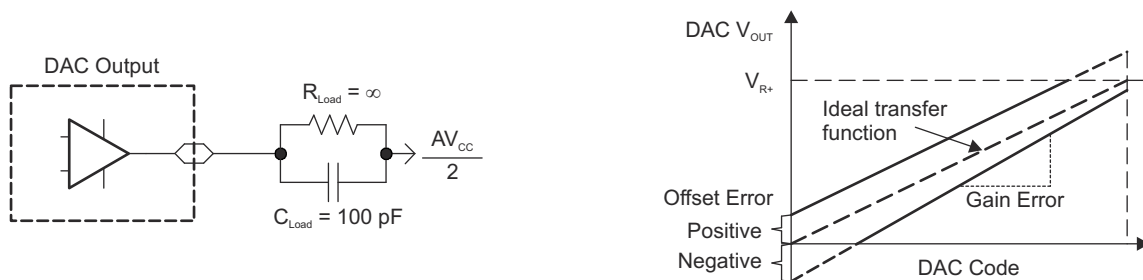 DAC Output
R_Load = ∞
C_Load = 100 pF
AV_CC
2
DAC V_OUT
V_R+
Ideal transfer
function
Offset Error
Positive
Negative
Gain Error
DAC Code